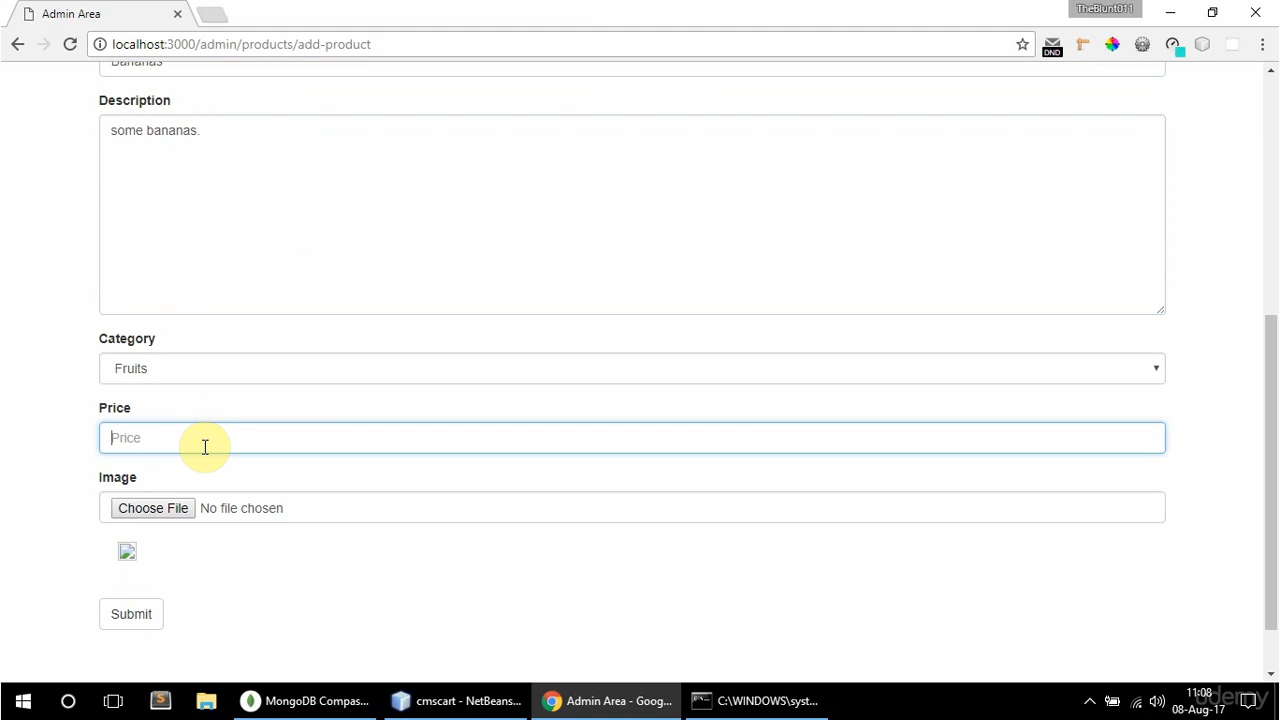 Admin Area
TheBlunt011
localhost:3000/admin/products/add-product
DND
Bananas
Description
some bananas.
Category
Fruits
Price
Price
Image
Choose File No file chosen
Submit
MongoDB Compas...
cmscart - NetBeans...
Admin Area - Goog...
C:\WINDOWS\syst...
11:08
08-Aug-17
udemy